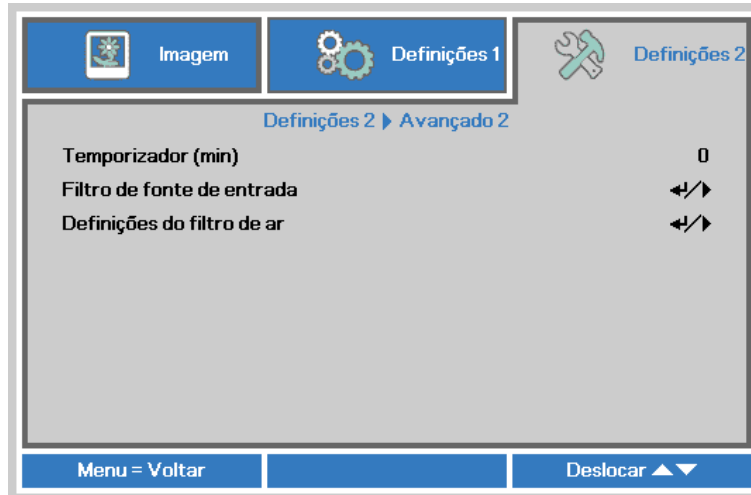 Imagem
Definições 1
Definições 2
Definições 2 ▶ Avançado 2
Temporizador (min) 0
Filtro de fonte de entrada ↵/▶
Definições do filtro de ar ↵/▶
Menu = Voltar
Deslocar ▲▼